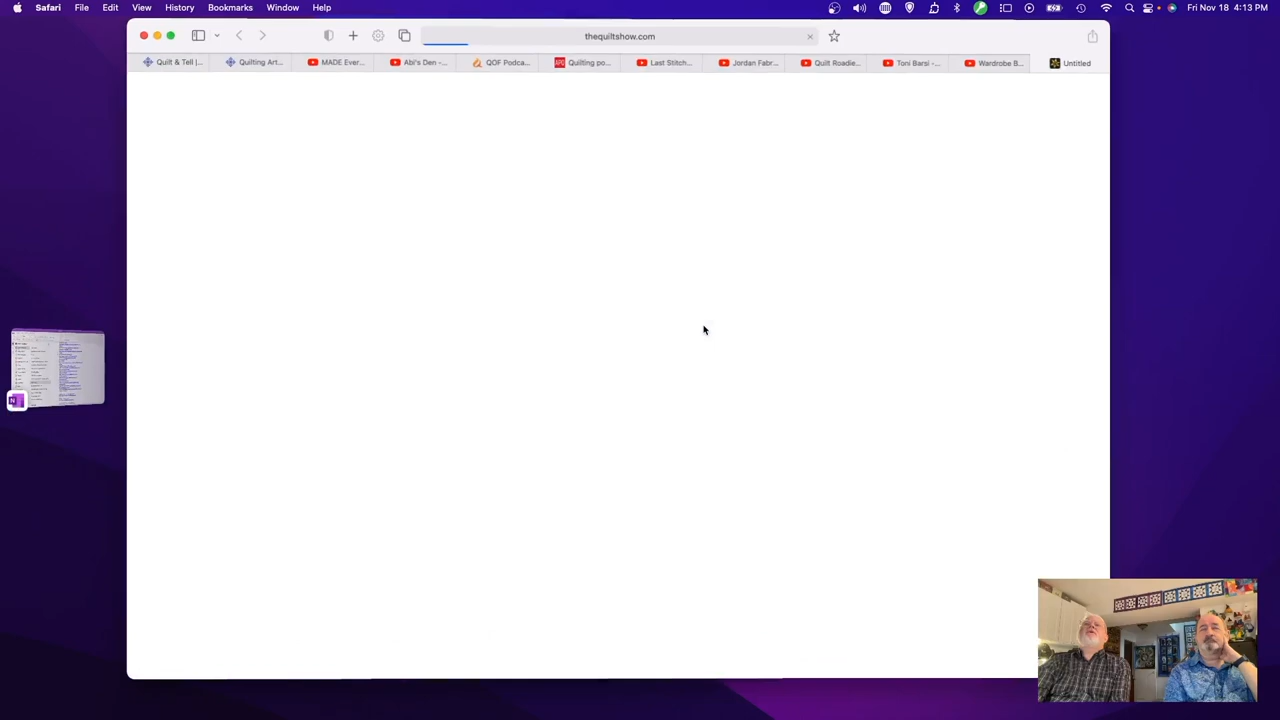 Safari File Edit View History Bookmarks Window Help Fri Nov 18 4:13 PM
thequiltshow.com
Quilt & Tell |... Quilting Art... MADE Ever... Abi's Den -... QOF Podca... Quilting po... Last Stitch... Jordan Fabr... Quilt Roadie... Toni Barsi -... Wardrobe B... Untitled